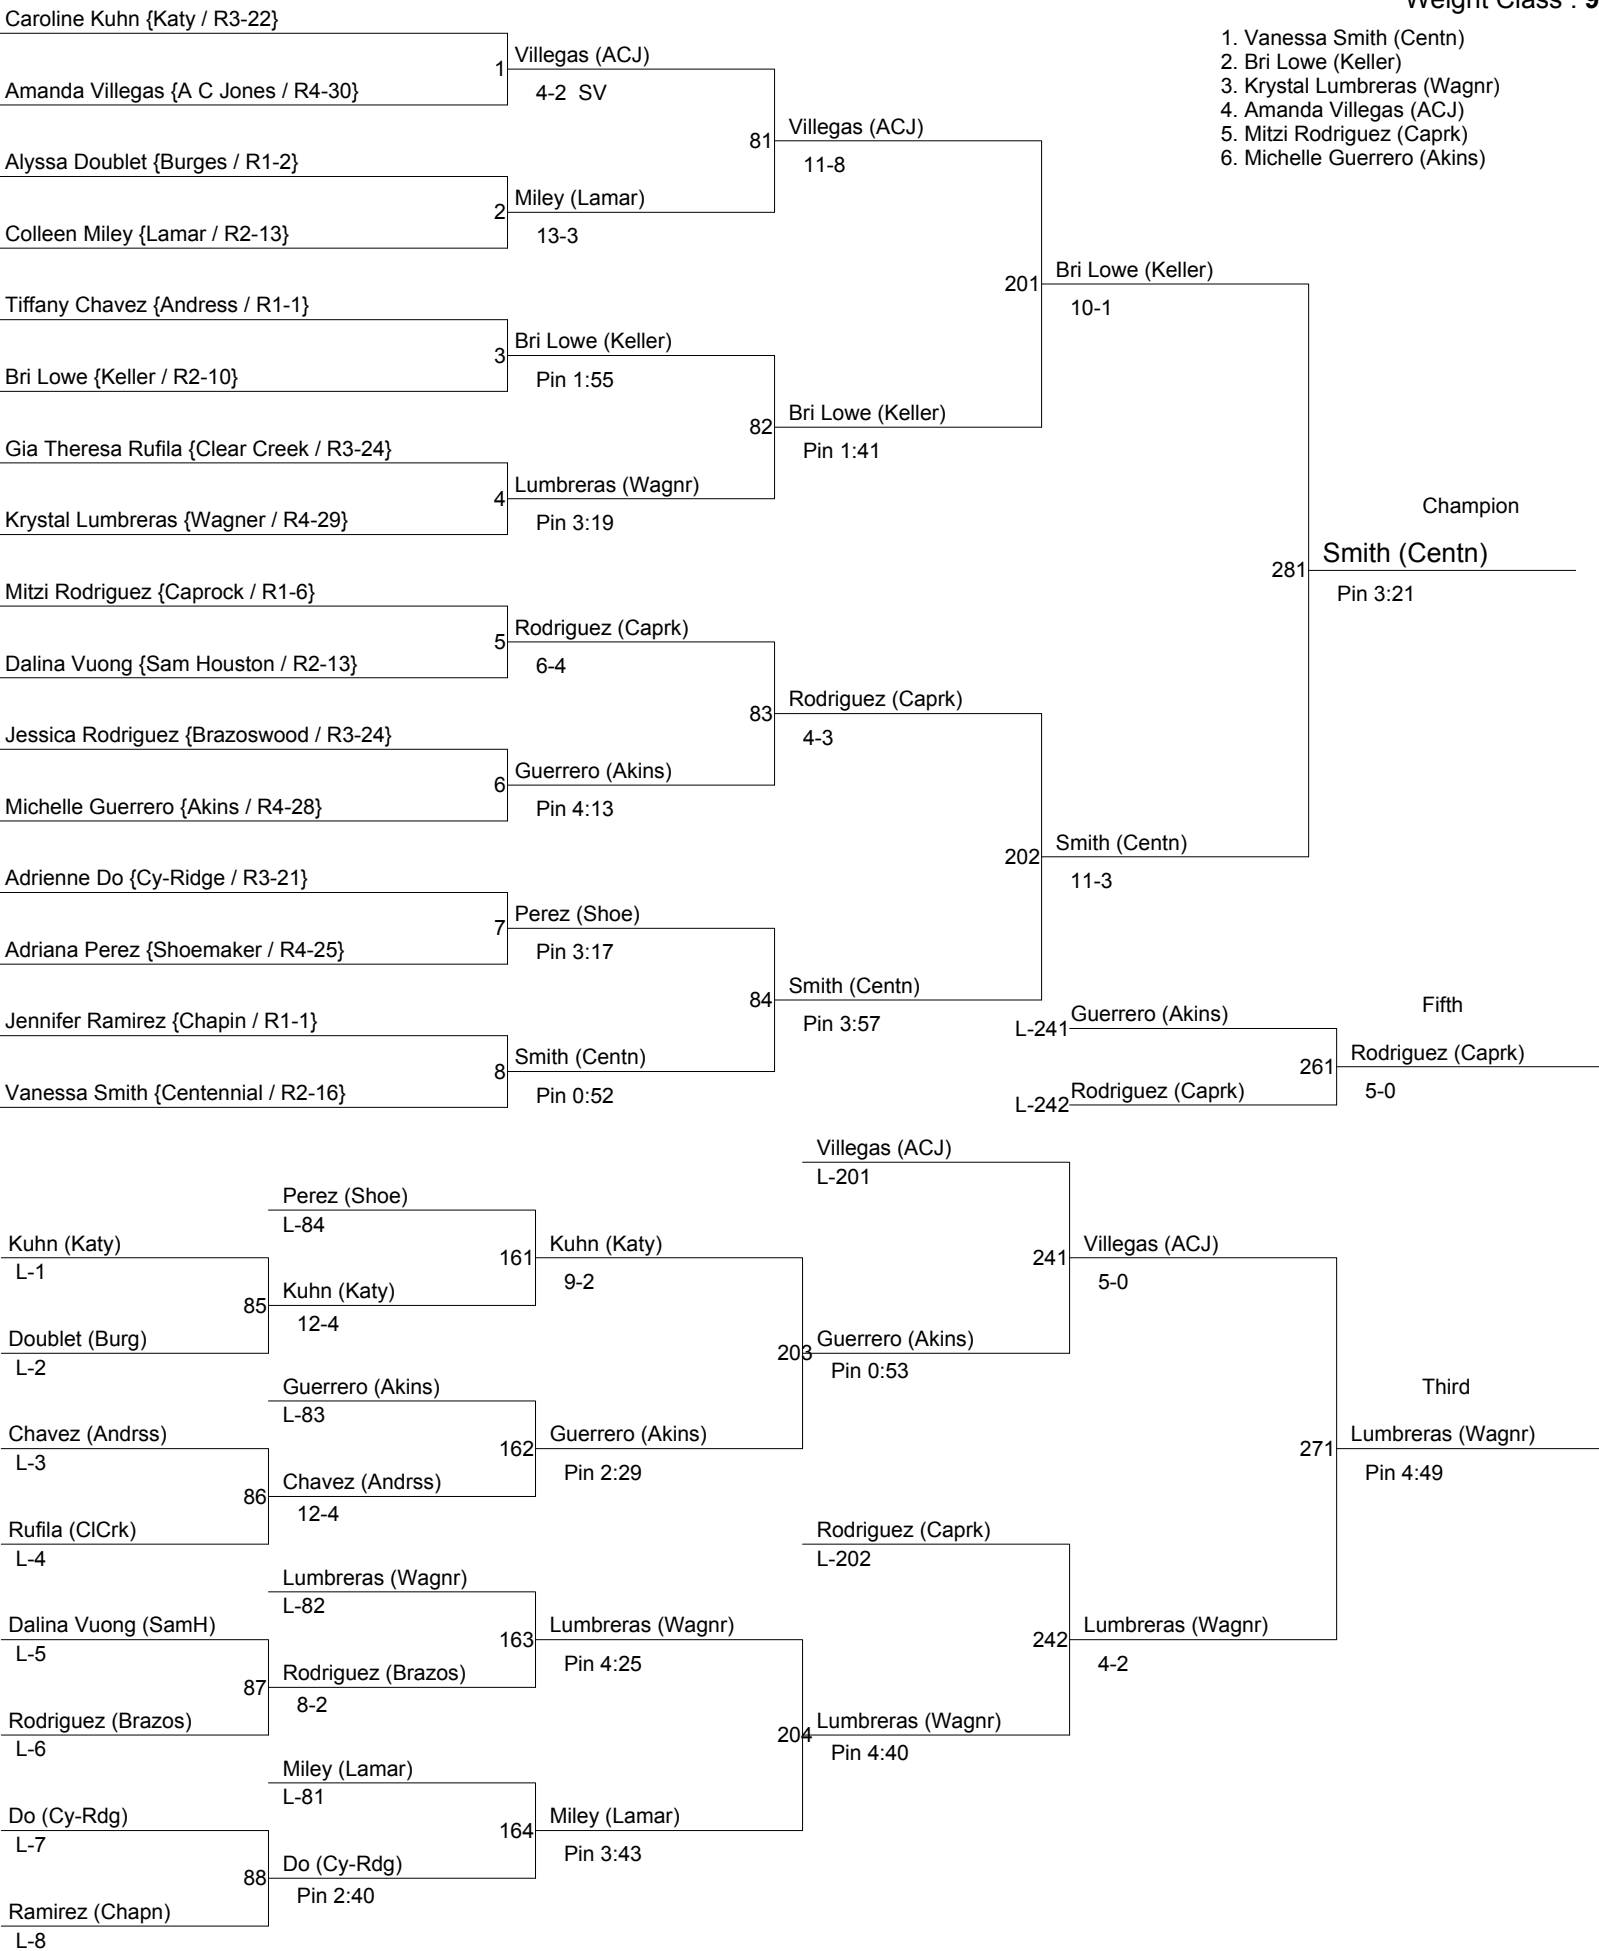 Weight Class : 9
1. Vanessa Smith (Centn)
2. Bri Lowe (Keller)
3. Krystal Lumbreras (Wagnr)
4. Amanda Villegas (ACJ)
5. Mitzi Rodriguez (Caprk)
6. Michelle Guerrero (Akins)
Caroline Kuhn {Katy / R3-22}
Amanda Villegas {A C Jones / R4-30}
Alyssa Doublet {Burges / R1-2}
Colleen Miley {Lamar / R2-13}
Tiffany Chavez {Andress / R1-1}
Bri Lowe {Keller / R2-10}
Gia Theresa Rufila {Clear Creek / R3-24}
Krystal Lumbreras {Wagner / R4-29}
Mitzi Rodriguez {Caprock / R1-6}
Dalina Vuong {Sam Houston / R2-13}
Jessica Rodriguez {Brazoswood / R3-24}
Michelle Guerrero {Akins / R4-28}
Adrienne Do {Cy-Ridge / R3-21}
Adriana Perez {Shoemaker / R4-25}
Jennifer Ramirez {Chapin / R1-1}
Vanessa Smith {Centennial / R2-16}
1
Villegas (ACJ)
4-2 SV
2
Miley (Lamar)
13-3
3
Bri Lowe (Keller)
Pin 1:55
4
Lumbreras (Wagnr)
Pin 3:19
5
Rodriguez (Caprk)
6-4
6
Guerrero (Akins)
Pin 4:13
7
Perez (Shoe)
Pin 3:17
8
Smith (Centn)
Pin 0:52
81
Villegas (ACJ)
11-8
82
Bri Lowe (Keller)
Pin 1:41
83
Rodriguez (Caprk)
4-3
84
Smith (Centn)
Pin 3:57
201
Bri Lowe (Keller)
10-1
202
Smith (Centn)
11-3
Champion
281
Smith (Centn)
Pin 3:21
Fifth
L-241
Guerrero (Akins)
L-242
Rodriguez (Caprk)
261
Rodriguez (Caprk)
5-0
Kuhn (Katy)
L-1
Doublet (Burg)
L-2
Chavez (Andrss)
L-3
Rufila (ClCrk)
L-4
Dalina Vuong (SamH)
L-5
Rodriguez (Brazos)
L-6
Do (Cy-Rdg)
L-7
Ramirez (Chapn)
L-8
Perez (Shoe)
L-84
85
Kuhn (Katy)
12-4
Guerrero (Akins)
L-83
86
Chavez (Andrss)
12-4
Lumbreras (Wagnr)
L-82
87
Rodriguez (Brazos)
8-2
Miley (Lamar)
L-81
88
Do (Cy-Rdg)
Pin 2:40
161
Kuhn (Katy)
9-2
162
Guerrero (Akins)
Pin 2:29
163
Lumbreras (Wagnr)
Pin 4:25
164
Miley (Lamar)
Pin 3:43
Villegas (ACJ)
L-201
203
Guerrero (Akins)
Pin 0:53
Rodriguez (Caprk)
L-202
204
Lumbreras (Wagnr)
Pin 4:40
241
Villegas (ACJ)
5-0
242
Lumbreras (Wagnr)
4-2
Third
271
Lumbreras (Wagnr)
Pin 4:49